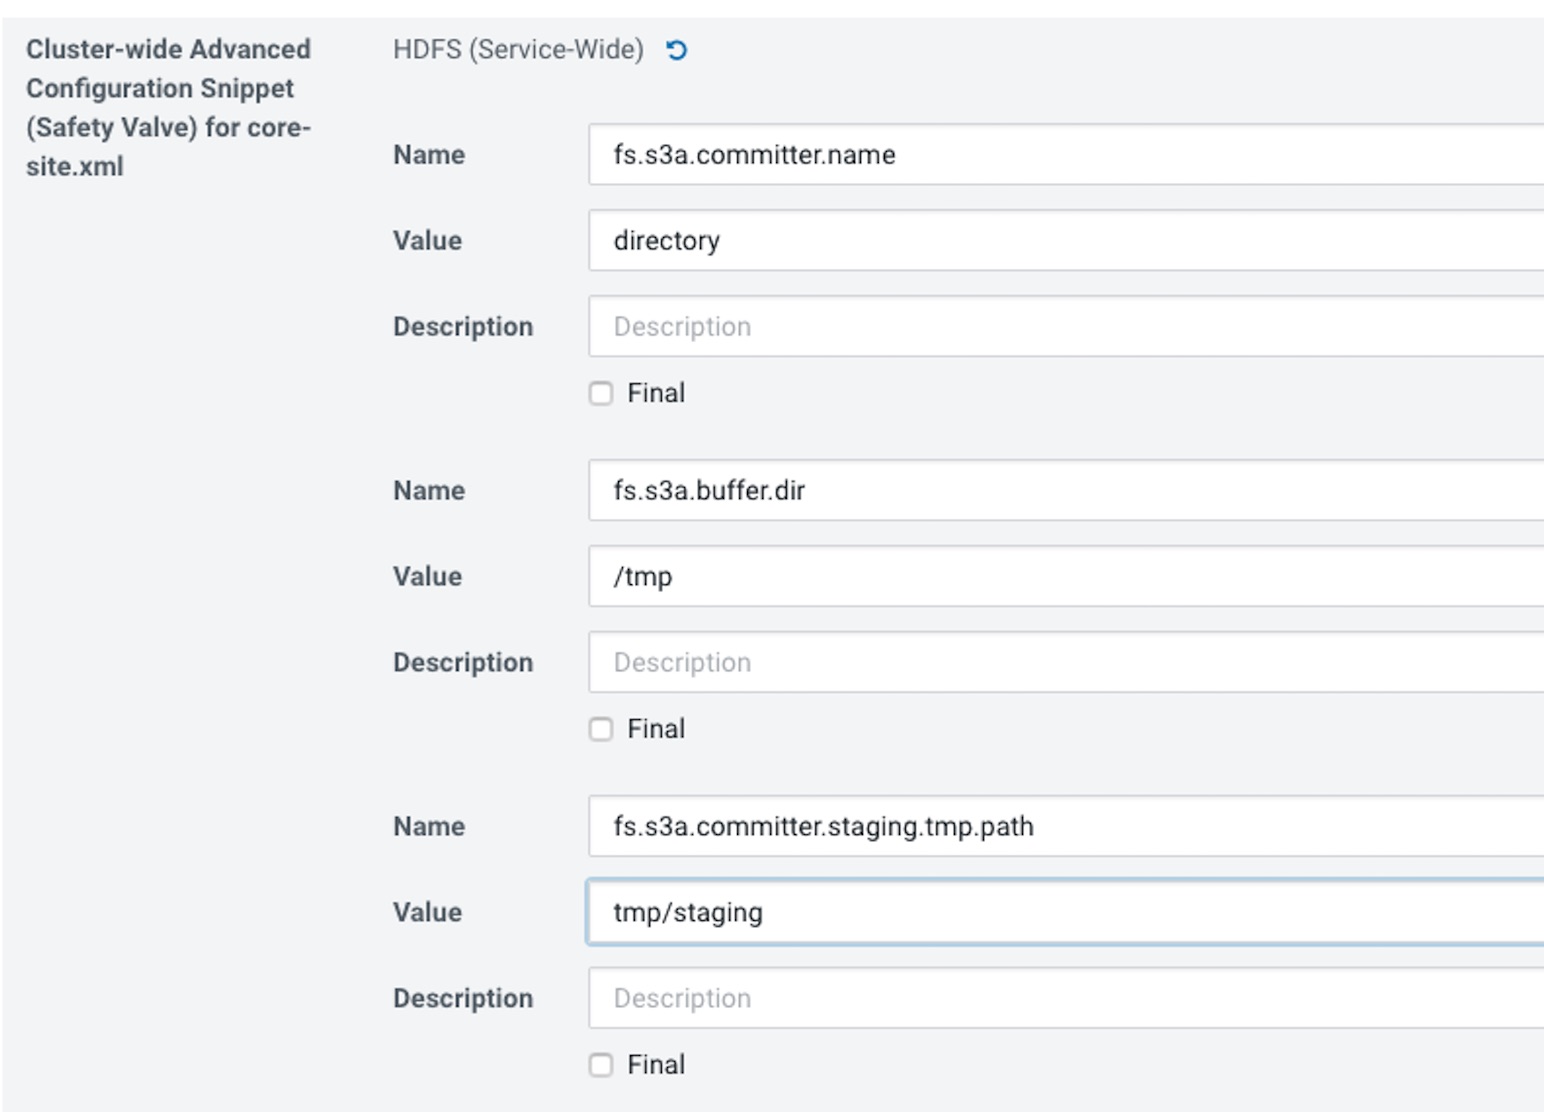 Cluster-wide Advanced
Configuration Snippet
(Safety Valve) for core-
site.xml
HDFS (Service-Wide)
Name fs.s3a.committer.name
Value directory
Description Description
Final
Name fs.s3a.buffer.dir
Value /tmp
Description Description
Final
Name fs.s3a.committer.staging.tmp.path
Value tmp/staging
Description Description
Final